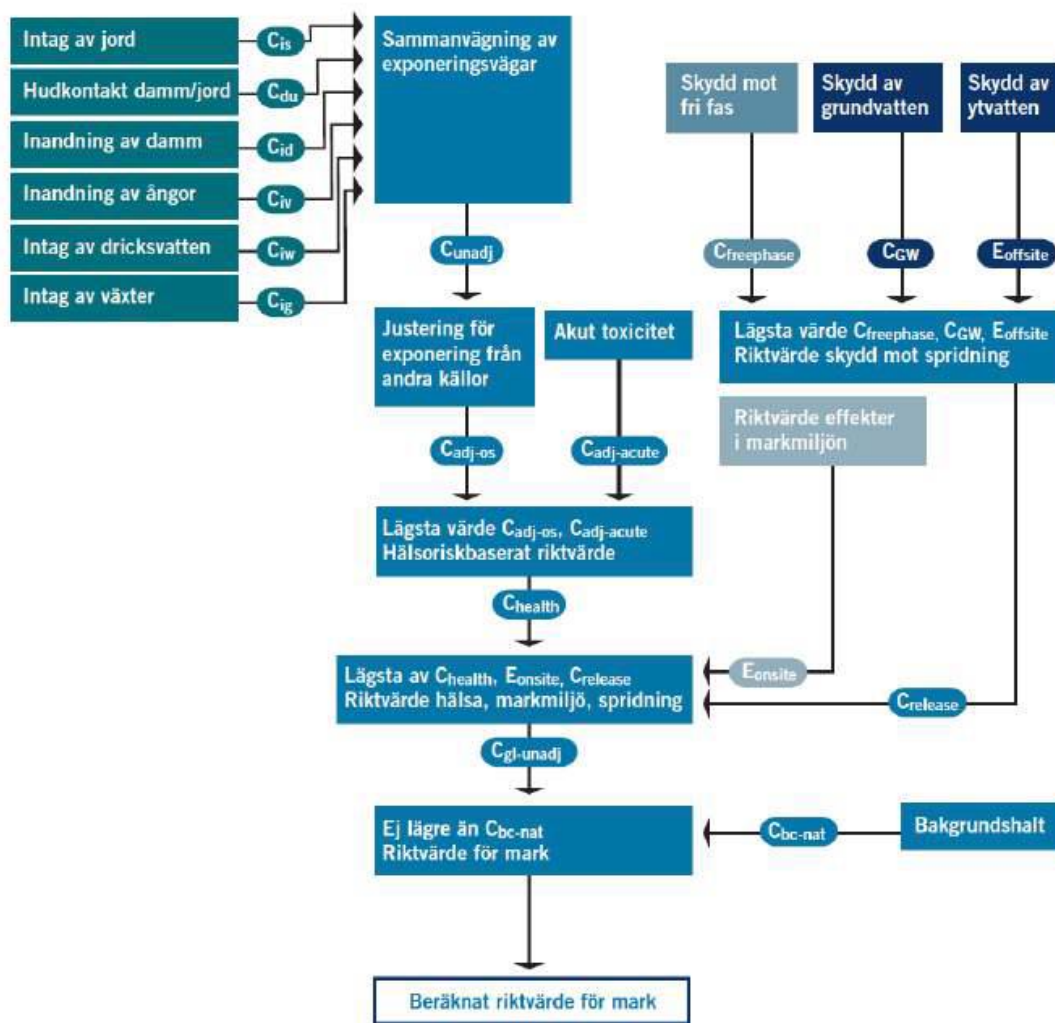 Intag av jord
Cis
Hudkontakt damm/jord
Cdu
Inandning av damm
Cid
Inandning av ångor
Civ
Intag av dricksvatten
Ciw
Intag av växter
Cig
Sammanvägning av
exponeringsvägar
Cunadj
Skydd mot
fri fas
Skydd av
grundvatten
Skydd av
ytvatten
Cfreephase
CGW
Eoffsite
Justering för
exponering från
andra källor
Akut toxicitet
Lägsta värde Cfreephase, CGW, Eoffsite
Riktvärde skydd mot spridning
Riktvärde effekter
i markmiljön
Cadj-os
Cadj-acute
Lägsta värde Cadj-os, Cadj-acute
Hälsoriskbaserat riktvärde
Chealth
Lägsta av Chealth, Eonsite, Crelease
Riktvärde hälsa, markmiljö, spridning
Eonsite
Crelease
Cgl-unadj
Ej lägre än Cbc-nat
Riktvärde för mark
Cbc-nat
Bakgrundshalt
Beräknat riktvärde för mark